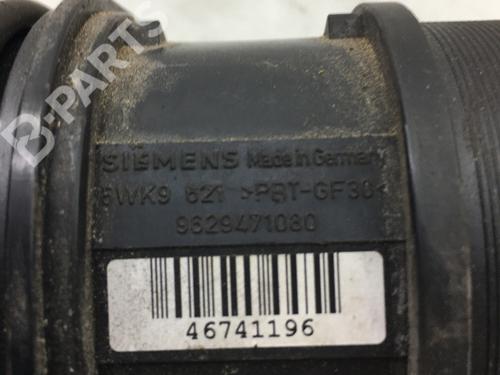 B-PARTS
SIEMENS Made in Germany
5WK9 621 >PBT-GF30<
9629471080
46741196